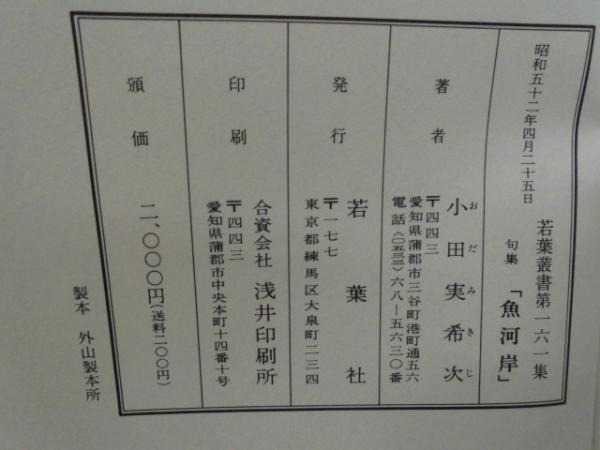 昭和五十二年四月二十五日
若葉叢書第一六一集
句集 「魚河岸」
著者
小田実希次
おだみきじ
〒四四三
愛知県蒲郡市三谷町港町通五六
電話〈〇五三三〉六八―五六三〇番
発行
若葉社
〒一七七
東京都練馬区大泉町二三四
印刷
合資会社 浅井印刷所
〒四四三
愛知県蒲郡市中央本町十四番十号
頒価
二、〇〇〇円(送料二〇〇円)
製本 外山製本所